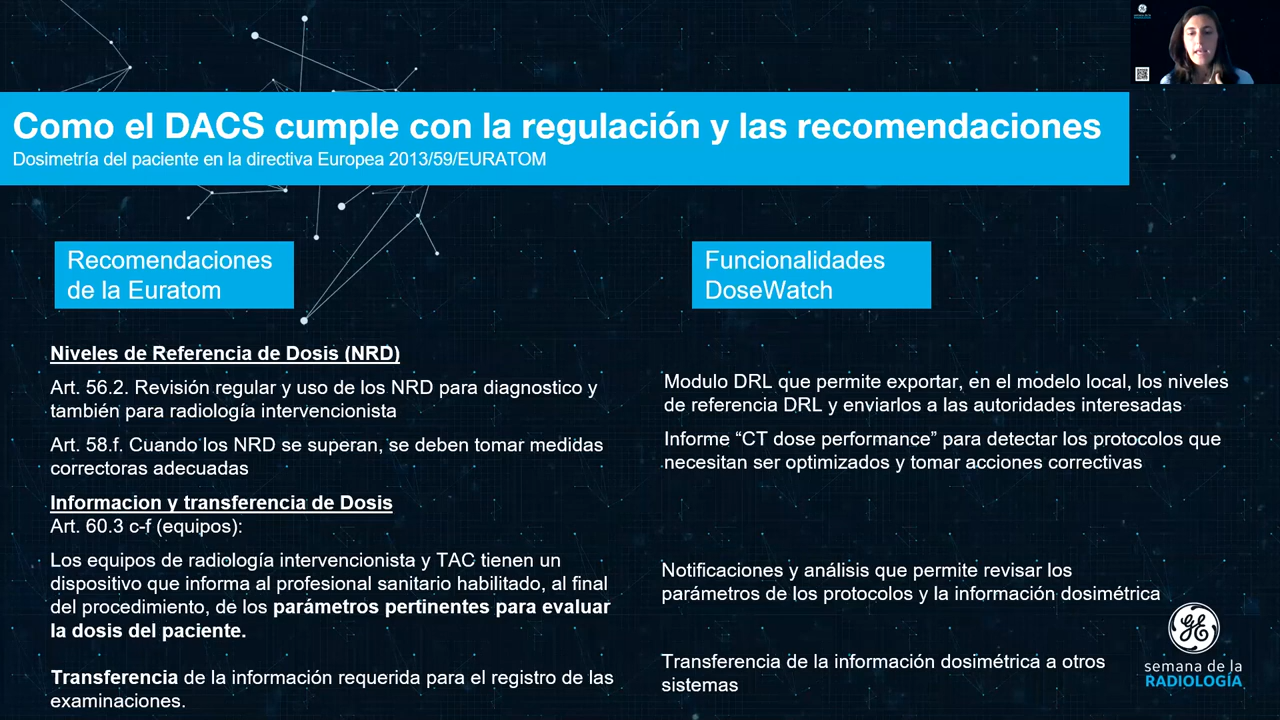 Como el DACS cumple con la regulación y las recomendaciones
Dosimetría del paciente en la directiva Europea 2013/59/EURATOM
Recomendaciones
de la Euratom
Niveles de Referencia de Dosis (NRD)
Art. 56.2. Revisión regular y uso de los NRD para diagnostico y
también para radiología intervencionista
Art. 58.f. Cuando los NRD se superan, se deben tomar medidas
correctoras adecuadas
Informacion y transferencia de Dosis
Art. 60.3 c-f (equipos):
Los equipos de radiología intervencionista y TAC tienen un
dispositivo que informa al profesional sanitario habilitado, al final
del procedimiento, de los parámetros pertinentes para evaluar
la dosis del paciente.
Transferencia de la información requerida para el registro de las
examinaciones.
Funcionalidades
DoseWatch
Modulo DRL que permite exportar, en el modelo local, los niveles
de referencia DRL y enviarlos a las autoridades interesadas
Informe “CT dose performance” para detectar los protocolos que
necesitan ser optimizados y tomar acciones correctivas
Notificaciones y análisis que permite revisar los
parámetros de los protocolos y la información dosimétrica
Transferencia de la información dosimétrica a otros
sistemas
GE
semana de la
RADIOLOGÍA